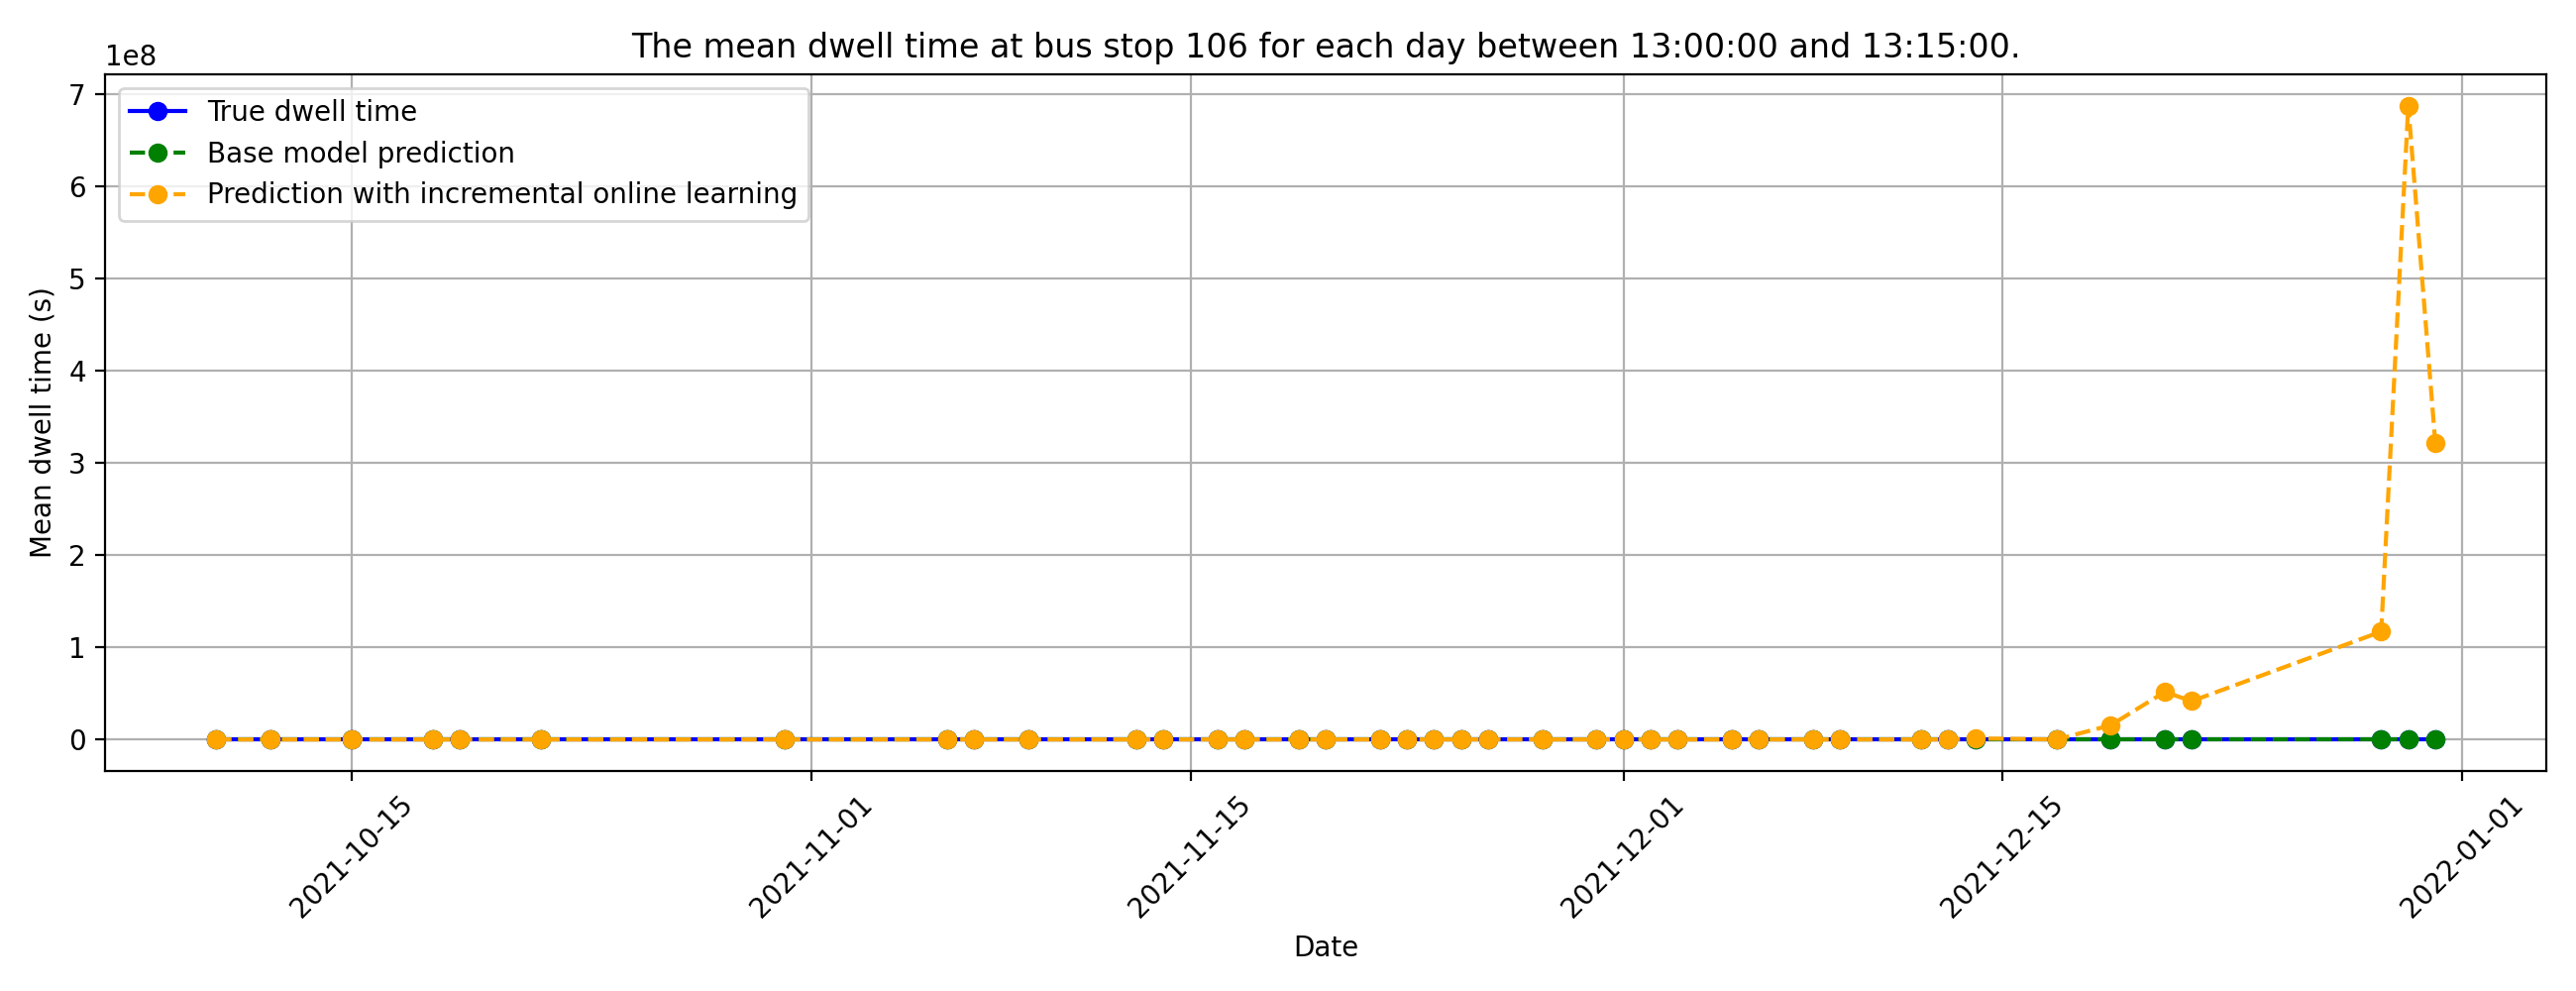 The mean dwell time at bus stop 106 for each day between 13:00:00 and 13:15:00.
1e8
True dwell time
Base model prediction
Prediction with incremental online learning
7
6
5
4
3
2
1
0
Mean dwell time (s)
2021-10-15
2021-11-01
2021-11-15
2021-12-01
2021-12-15
2022-01-01
Date